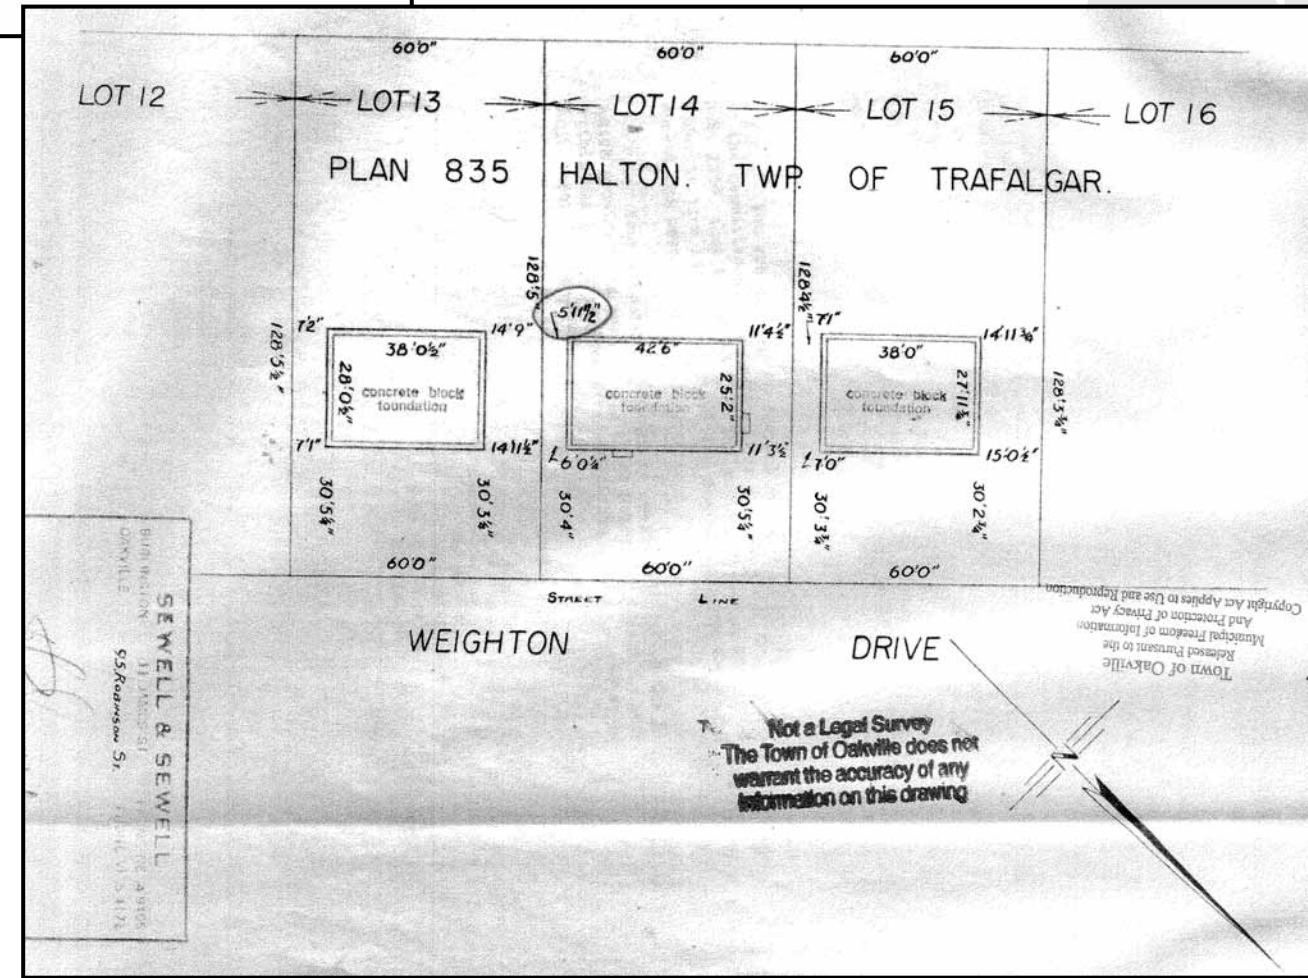 60'0" 60'0" 60'0"
LOT 12 LOT 13 LOT 14 LOT 15 LOT 16
PLAN 835 HALTON. TWP. OF TRAFALGAR.
128'5½" 128'5" 128'4½" 128'5¾"
7'2" 14'9" 5'11½" 11'4½" 7'1" 14'11¾"
38'0½" 42'6" 38'0"
28'0½" 25'2" 27'11¾"
concrete block concrete block concrete block
foundation foundation foundation
7'1" 14'11½" 6'0¼" 11'3½" 7'0" 15'0½"
30'5¼" 30'3¼" 30'4" 30'5¼" 30'3¾" 30'2¼"
60'0" 60'0" 60'0"
STREET LINE
WEIGHTON DRIVE
Town of Oakville
Released Pursuant to the
Municipal Freedom of Information
And Protection of Privacy Act
Copyright Act Applies to Use and Reproduction
Not a Legal Survey
The Town of Oakville does not
warrant the accuracy of any
information on this drawing
SEWELL & SEWELL
BURLINGTON
OAKVILLE 95 ROBINSON ST.